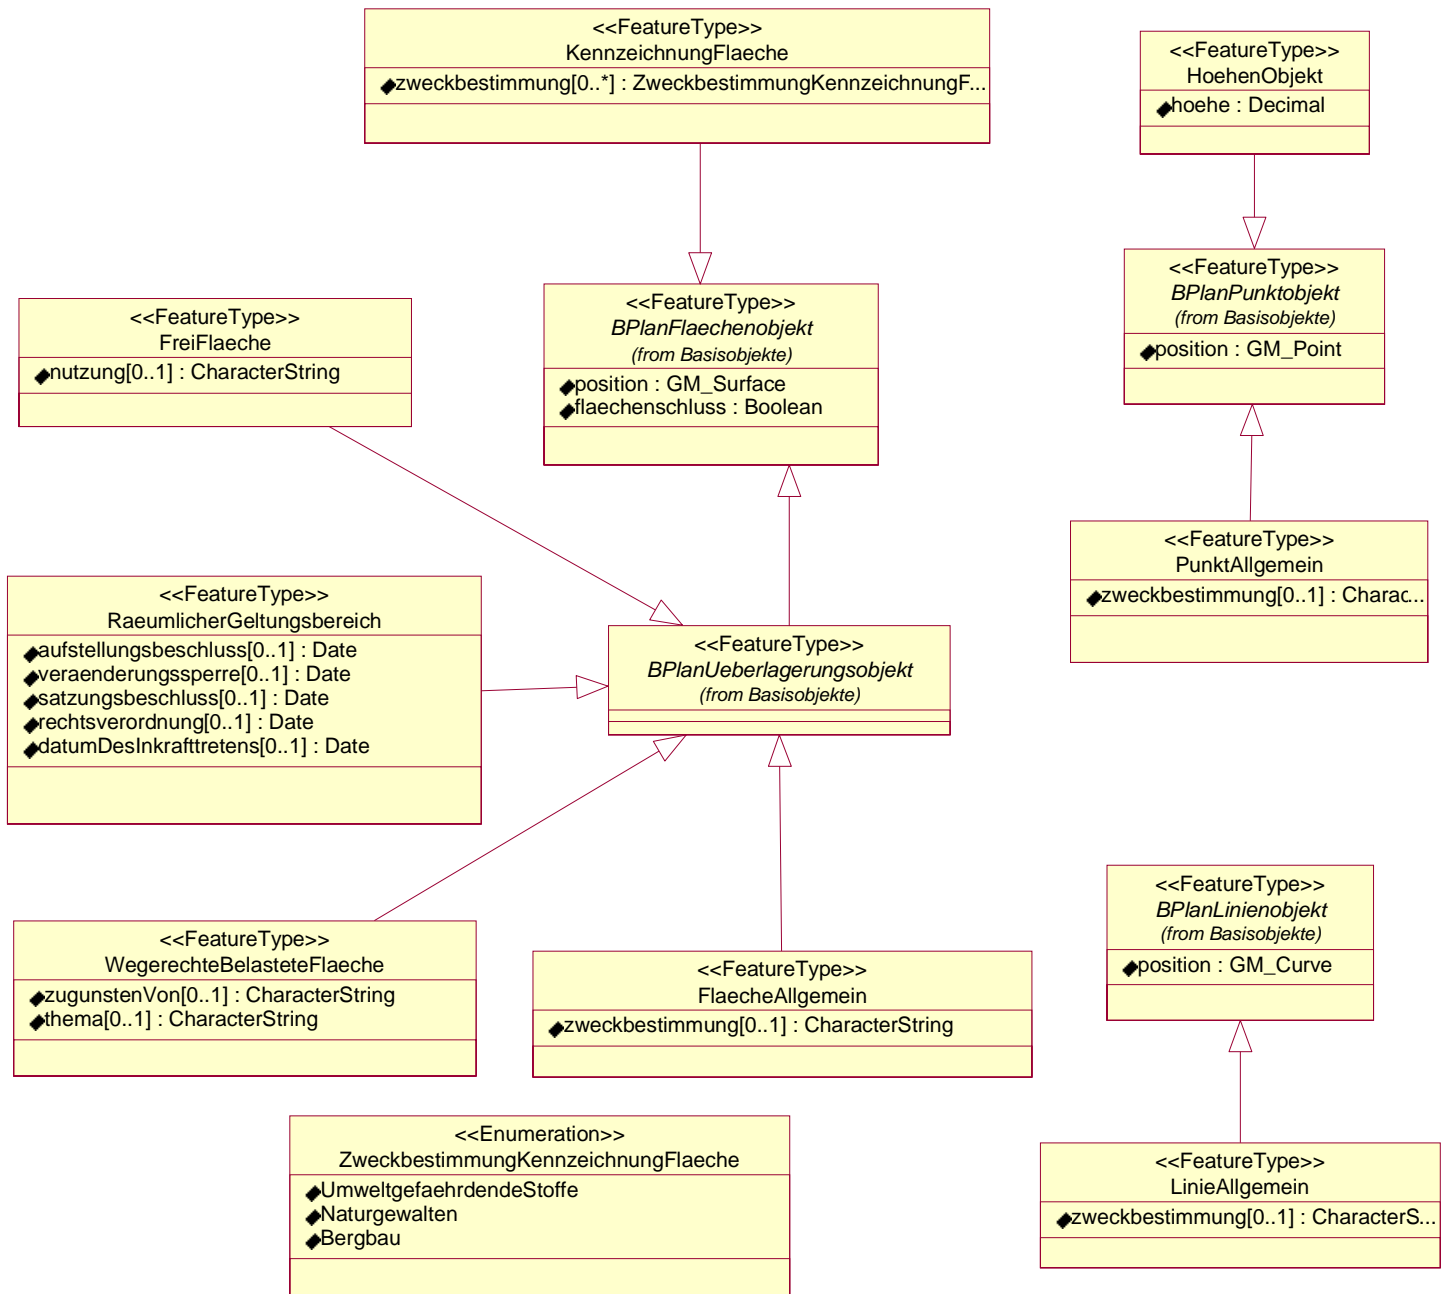 <<FeatureType>>
KennzeichnungFlaeche
zweckbestimmung[0..*] : ZweckbestimmungKennzeichnungF...
<<FeatureType>>
HoehenObjekt
hoehe : Decimal
<<FeatureType>>
BPlanFlaechenobjekt
(from Basisobjekte)
position : GM_Surface
flaechenschluss : Boolean
<<FeatureType>>
BPlanPunktobjekt
(from Basisobjekte)
position : GM_Point
<<FeatureType>>
FreiFlaeche
nutzung[0..1] : CharacterString
<<FeatureType>>
PunktAllgemein
zweckbestimmung[0..1] : Charac...
<<FeatureType>>
RaeumlicherGeltungsbereich
aufstellungsbeschluss[0..1] : Date
veraenderungssperre[0..1] : Date
satzungsbeschluss[0..1] : Date
rechtsverordnung[0..1] : Date
datumDesInkrafttretens[0..1] : Date
<<FeatureType>>
BPlanUeberlagerungsobjekt
(from Basisobjekte)
<<FeatureType>>
BPlanLinienobjekt
(from Basisobjekte)
position : GM_Curve
<<FeatureType>>
WegerechteBelasteteFlaeche
zugunstenVon[0..1] : CharacterString
thema[0..1] : CharacterString
<<FeatureType>>
FlaecheAllgemein
zweckbestimmung[0..1] : CharacterString
<<Enumeration>>
ZweckbestimmungKennzeichnungFlaeche
UmweltgefaehrdendeStoffe
Naturgewalten
Bergbau
<<FeatureType>>
LinieAllgemein
zweckbestimmung[0..1] : CharacterS...